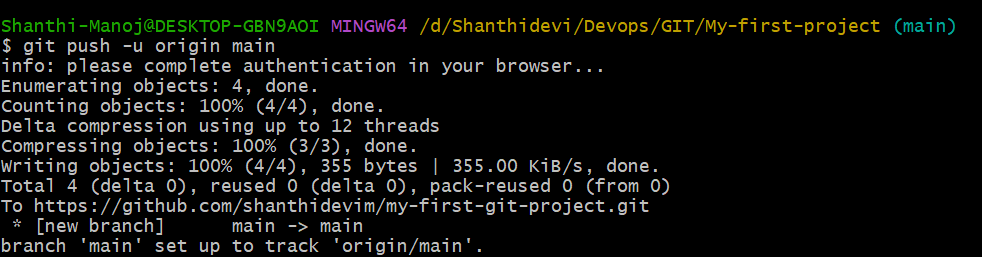 Shanthi-Manoj@DESKTOP-GBN9AOI MINGW64 /d/Shanthidevi/Devops/GIT/My-first-project (main)
$ git push -u origin main
info: please complete authentication in your browser...
Enumerating objects: 4, done.
Counting objects: 100% (4/4), done.
Delta compression using up to 12 threads
Compressing objects: 100% (3/3), done.
Writing objects: 100% (4/4), 355 bytes | 355.00 KiB/s, done.
Total 4 (delta 0), reused 0 (delta 0), pack-reused 0 (from 0)
To https://github.com/shanthidevim/my-first-git-project.git
 * [new branch]      main -> main
branch 'main' set up to track 'origin/main'.